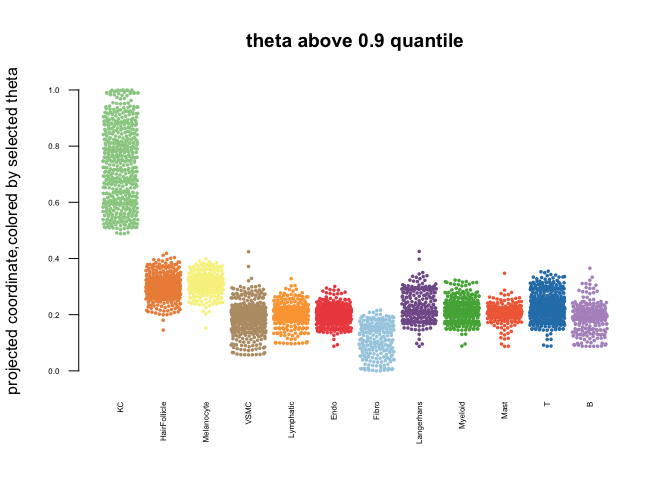 theta above 0.9 quantile
projected coordinate,colored by selected theta
1.0
0.8
0.6
0.4
0.2
0.0
KC
HairFollicle
Melanocyte
VSMC
Lymphatic
Endo
Fibro
Langerhans
Myeloid
Mast
T
B